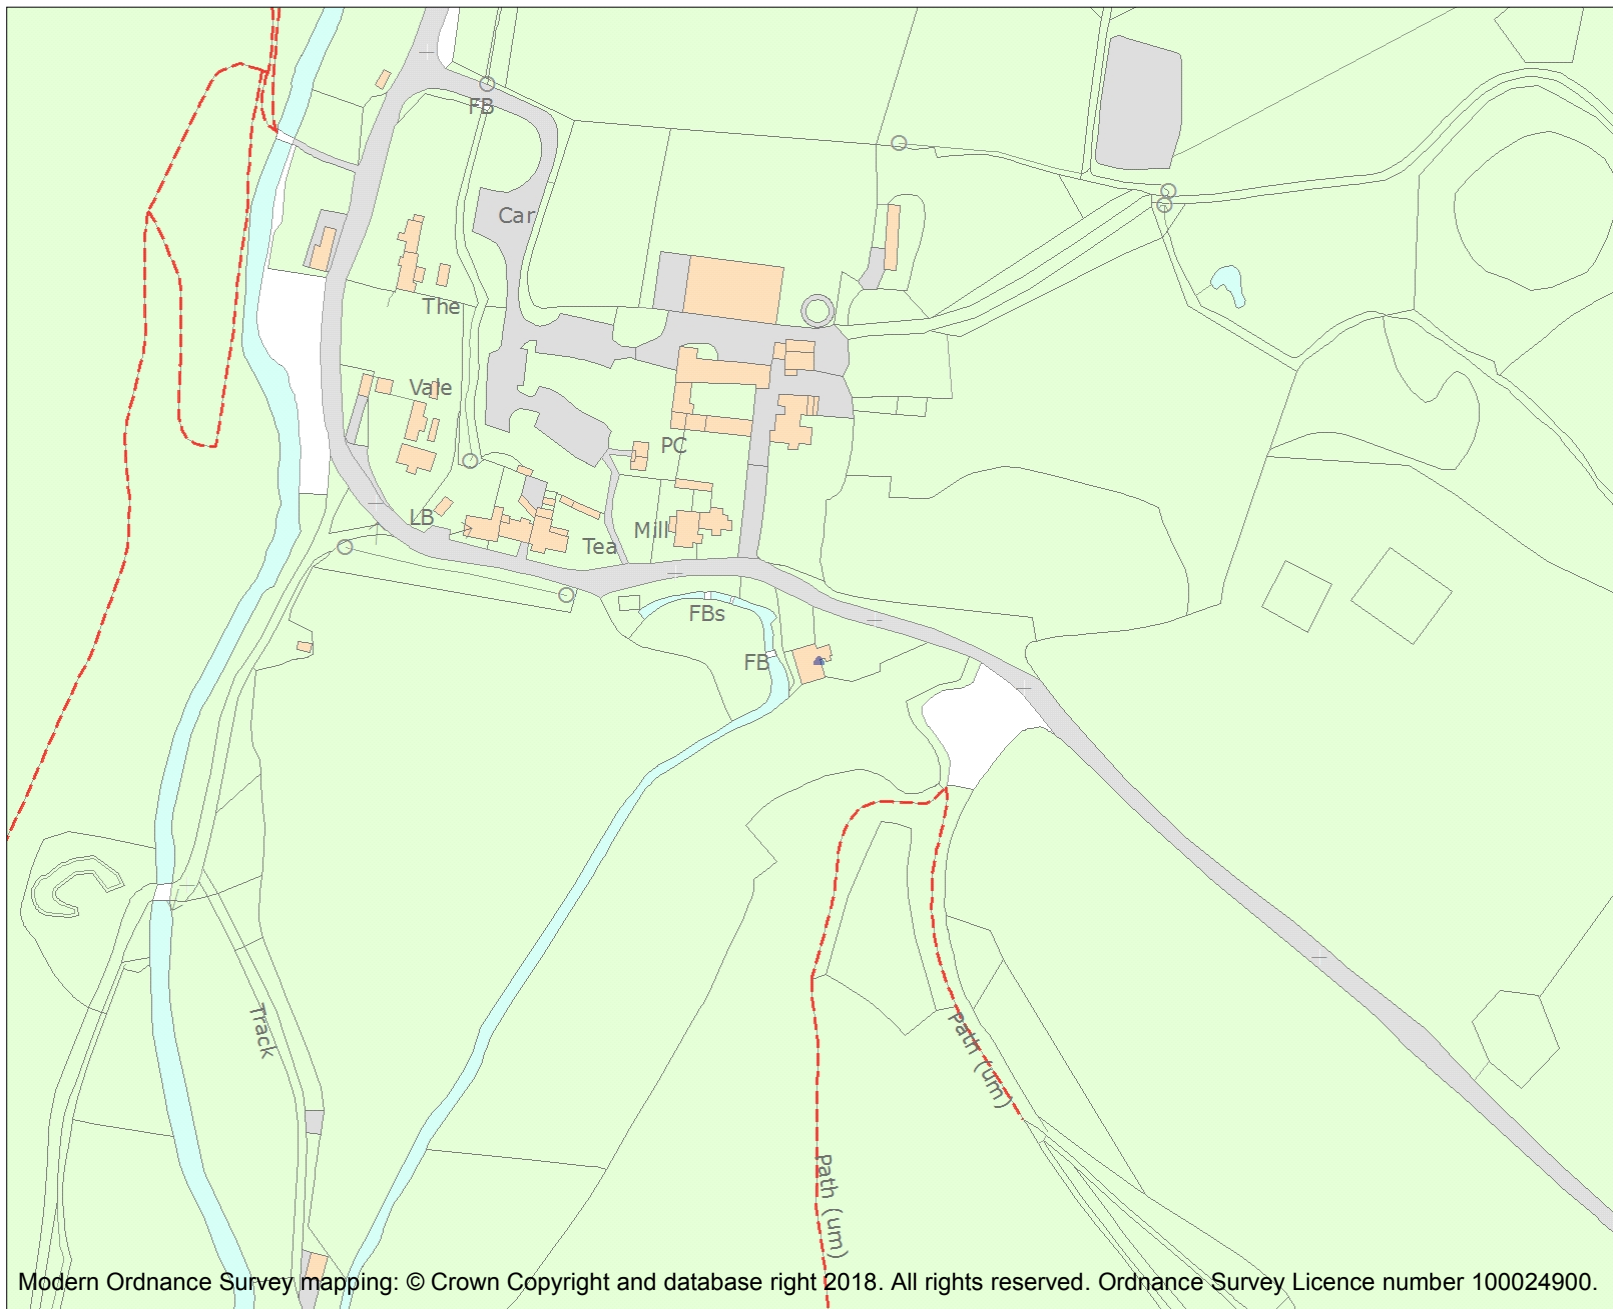 FB
Car
The
Vale
PC
LB
Mill
Tea
FBs
FB
Track
Path (um)
Path (um)
Modern Ordnance Survey mapping: © Crown Copyright and database right 2018. All rights reserved. Ordnance Survey Licence number 100024900.